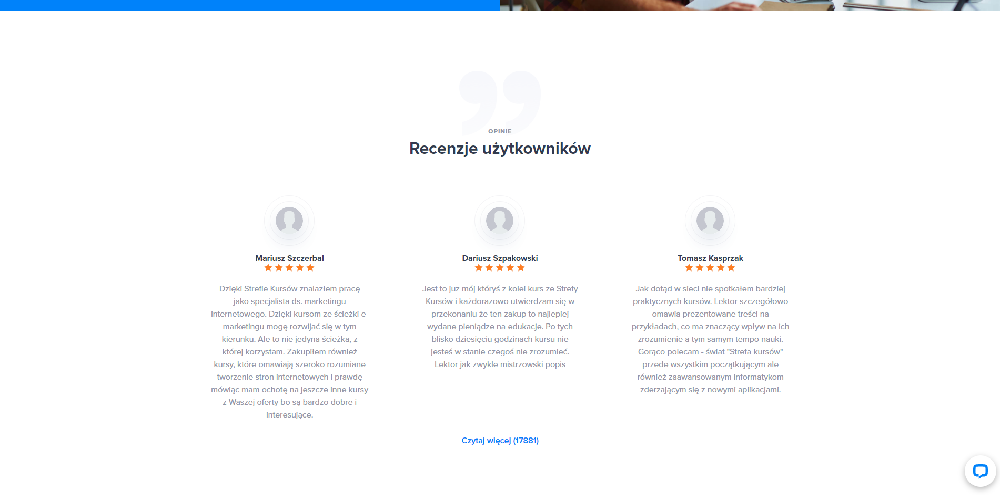 OPINIE
Recenzje użytkowników
Mariusz Szczerbal
Dzięki Strefie Kursów znalazłem pracę
jako specjalista ds. marketingu
internetowego. Dzięki kursom ze ścieżki e-
marketingu mogę rozwijać się w tym
kierunku. Ale to nie jedyna ścieżka, z
której korzystam. Zakupiłem również
kursy, które omawiają szeroko rozumiane
tworzenie stron internetowych i prawdę
mówiąc mam ochotę na jeszcze inne kursy
z Waszej oferty bo są bardzo dobre i
interesujące.
Dariusz Szpakowski
Jest to juz mój któryś z kolei kurs ze Strefy
Kursów i każdorazowo utwierdzam się w
przekonaniu że ten zakup to najlepiej
wydane pieniądze na edukacje. Po tych
blisko dziesięciu godzinach kursu nie
jesteś w stanie czegoś nie zrozumieć.
Lektor jak zwykle mistrzowski popis
Tomasz Kasprzak
Jak dotąd w sieci nie spotkałem bardziej
praktycznych kursów. Lektor szczegółowo
omawia prezentowane treści na
przykładach, co ma znaczący wpływ na ich
zrozumienie a tym samym tempo nauki.
Gorąco polecam - świat "Strefa kursów"
przede wszystkim początkującym ale
również zaawansowanym informatykom
zderzającym się z nowymi aplikacjami.
Czytaj więcej (17881)